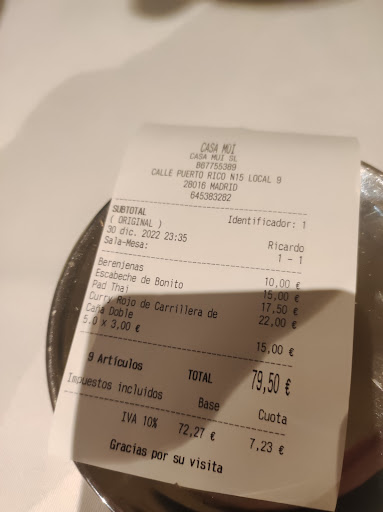 CASA MUI
CASA MUI SL
B67755389
CALLE PUERTO RICO N15 LOCAL 9
28016 MADRID
645383282
SUBTOTAL Identificador: 1
( ORIGINAL )
30 dic. 2022 23:35 Ricardo
Sala-Mesa: 1 - 1
Berenjenas 10,00 €
Escabeche de Bonito 15,00 €
Pad Thai 17,50 €
Curry Rojo de Carrillera de 22,00 €
Caña Doble
5.0 x 3,00 € 15,00 €
9 Artículos TOTAL 79,50 €
Impuestos incluidos Base Cuota
IVA 10% 72,27 € 7,23 €
Gracias por su visita